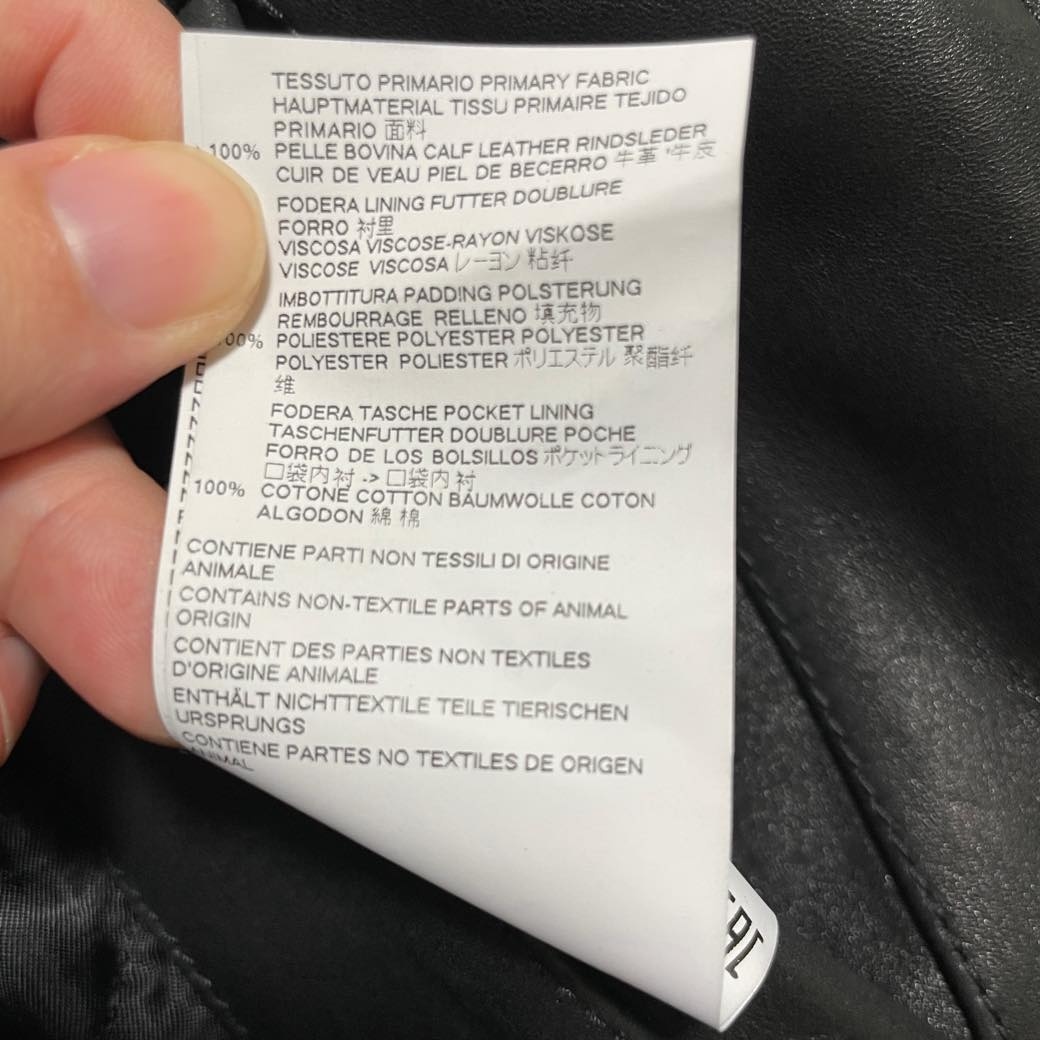 TESSUTO PRIMARIO PRIMARY FABRIC
HAUPTMATERIAL TISSU PRIMAIRE TEJIDO
PRIMARIO 面料
100% PELLE BOVINA CALF LEATHER RINDSLEDER
CUIR DE VEAU PIEL DE BECERRO 牛革・牛皮
FODERA LINING FUTTER DOUBLURE
FORRO 衬里
VISCOSA VISCOSE-RAYON VISKOSE
VISCOSE VISCOSA レーヨン 粘纤
IMBOTTITURA PADDING POLSTERUNG
REMBOURRAGE RELLENO 填充物
00% POLIESTERE POLYESTER POLYESTER
POLYESTER POLIESTER ポリエステル 聚酯纤
维
FODERA TASCHE POCKET LINING
TASCHENFUTTER DOUBLURE POCHE
FORRO DE LOS BOLSILLOS ポケットライニング
口袋内衬 -> 口袋内衬
100% COTONE COTTON BAUMWOLLE COTON
ALGODON 綿 棉
CONTIENE PARTI NON TESSILI DI ORIGINE
ANIMALE
CONTAINS NON-TEXTILE PARTS OF ANIMAL
ORIGIN
CONTIENT DES PARTIES NON TEXTILES
D'ORIGINE ANIMALE
ENTHÄLT NICHTTEXTILE TEILE TIERISCHEN
URSPRUNGS
CONTIENE PARTES NO TEXTILES DE ORIGEN
ANIMAL